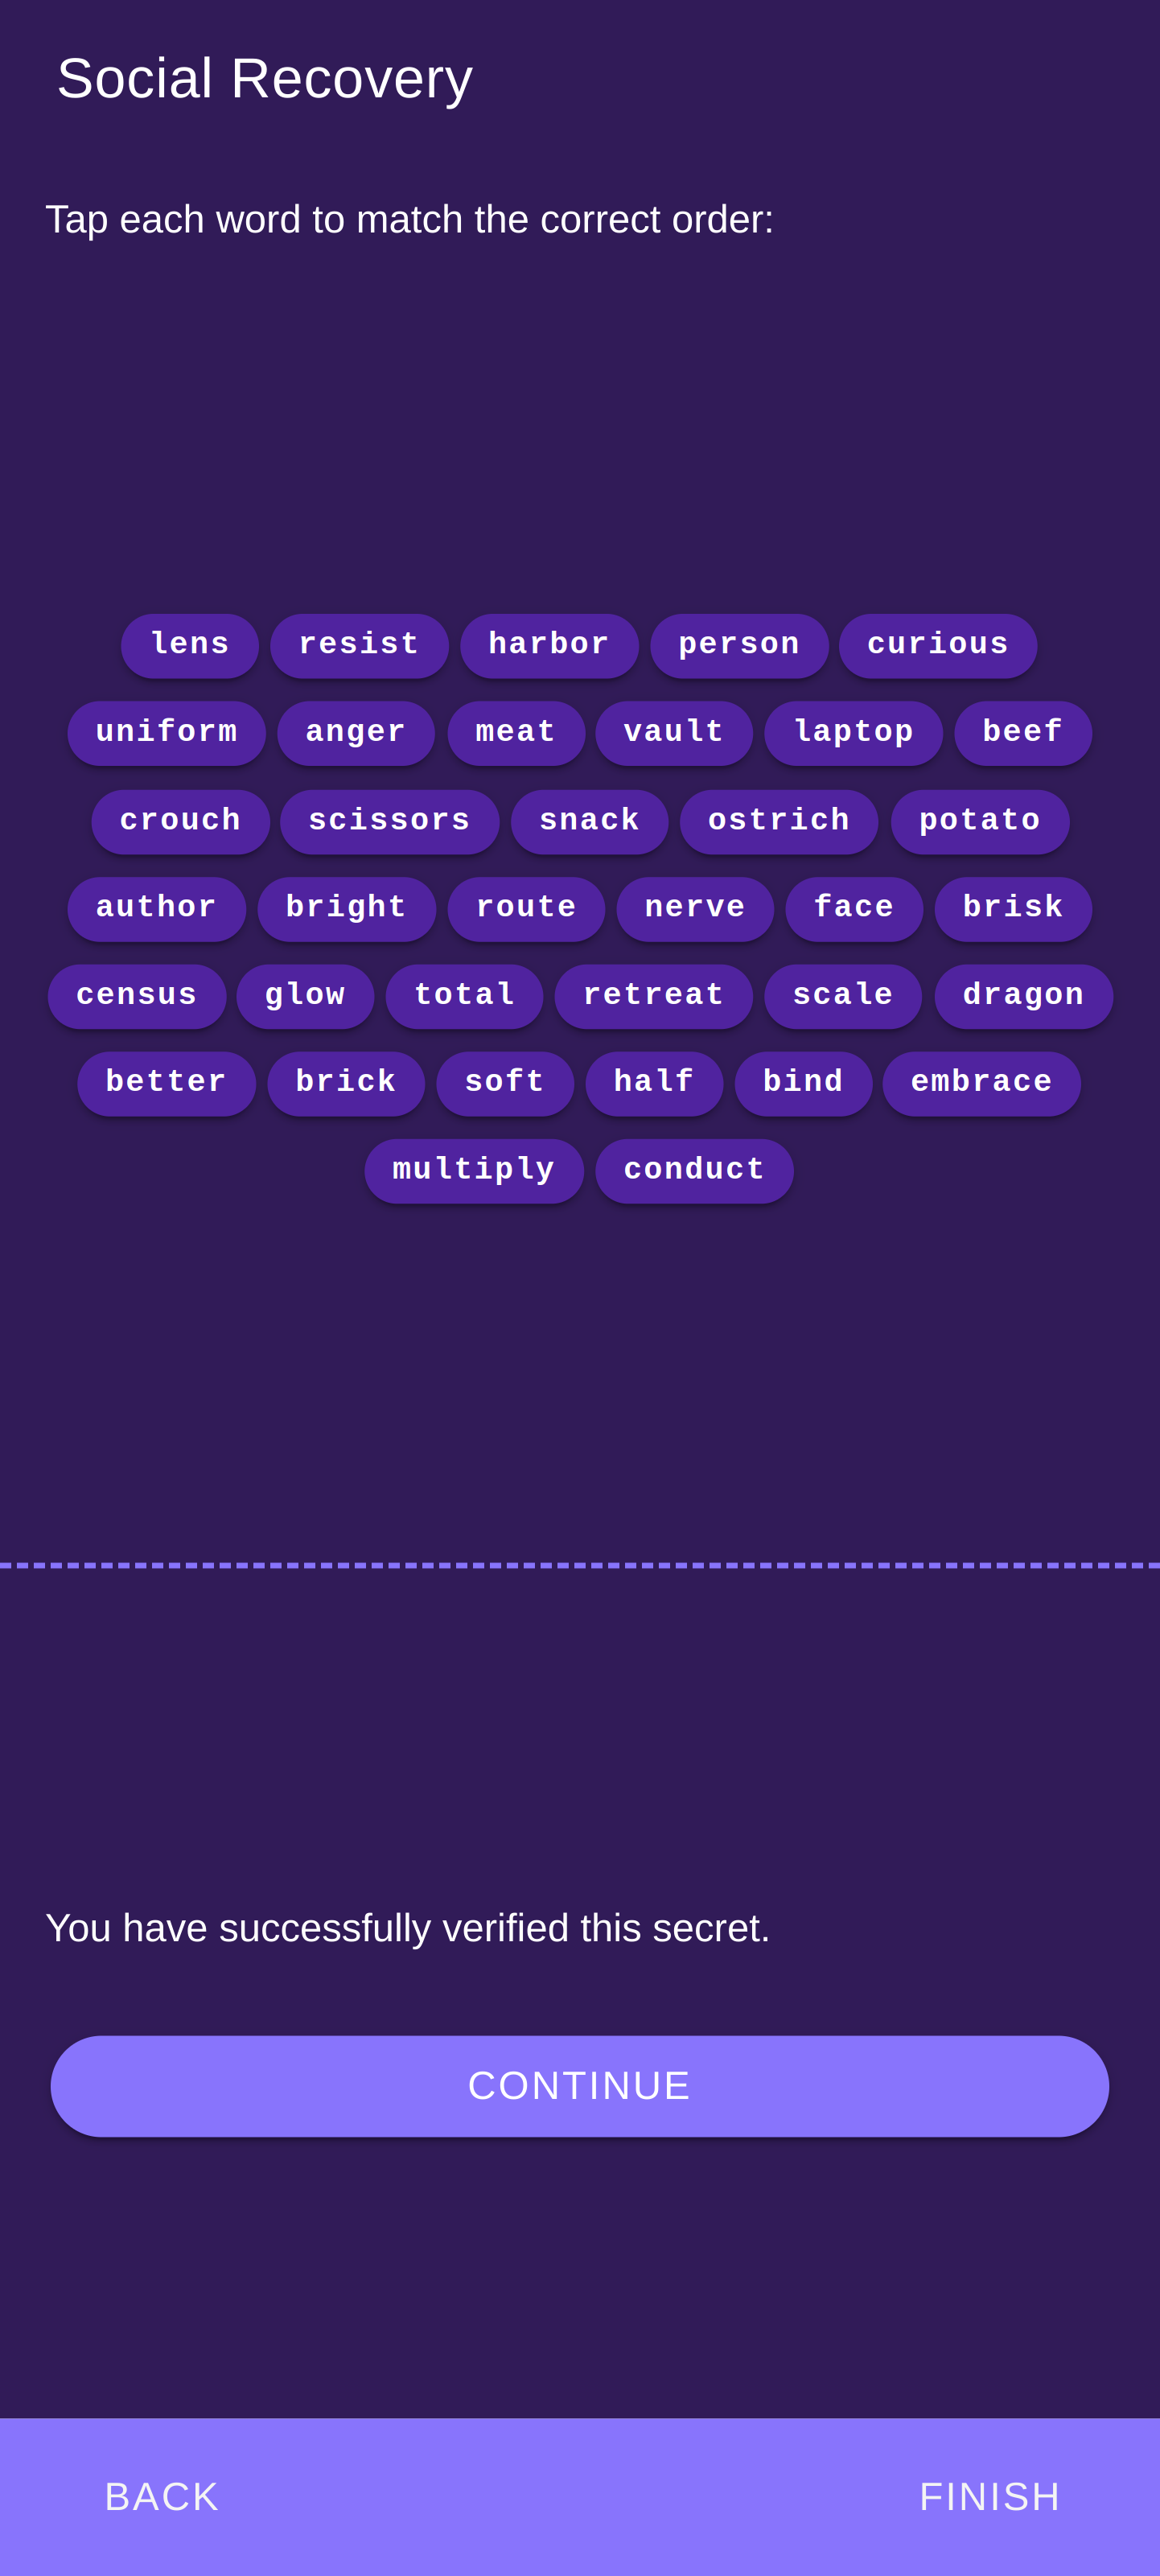 Social Recovery
Tap each word to match the correct order:
lens resist harbor person curious
uniform anger meat vault laptop beef
crouch scissors snack ostrich potato
author bright route nerve face brisk
census glow total retreat scale dragon
better brick soft half bind embrace
multiply conduct
You have successfully verified this secret.
CONTINUE
BACK FINISH